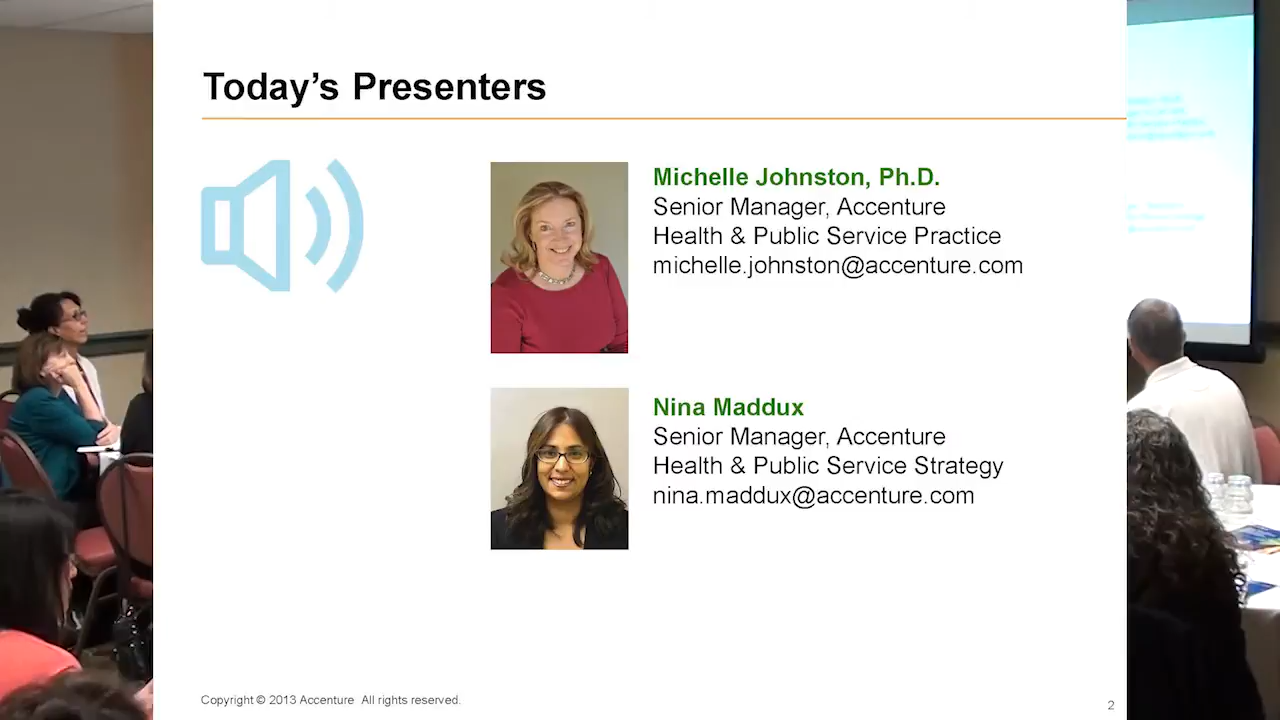 Today's Presenters
Michelle Johnston, Ph.D.
Senior Manager, Accenture
Health & Public Service Practice
michelle.johnston@accenture.com
Nina Maddux
Senior Manager, Accenture
Health & Public Service Strategy
nina.maddux@accenture.com
Copyright © 2013 Accenture All rights reserved.
2